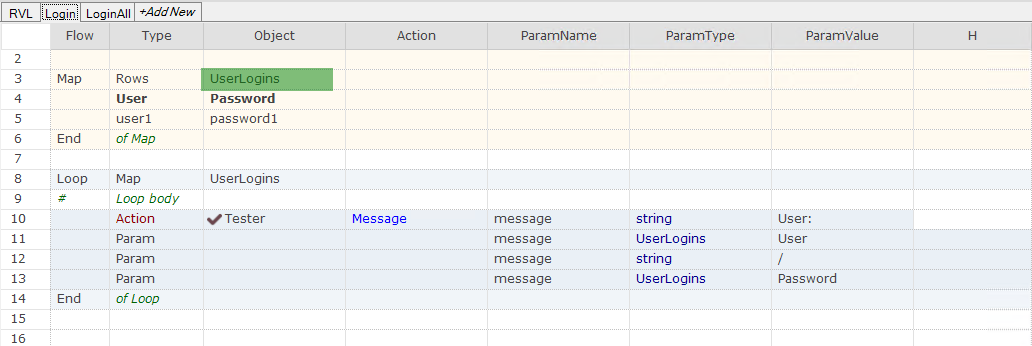 RVL Login LoginAll +Add New
Flow Type Object Action ParamName ParamType ParamValue H
2
3 Map Rows UserLogins
4 User Password
5 user1 password1
6 End of Map
7
8 Loop Map UserLogins
9 # Loop body
10 Action Tester Message message string User:
11 Param message UserLogins User
12 Param message string /
13 Param message UserLogins Password
14 End of Loop
15
16